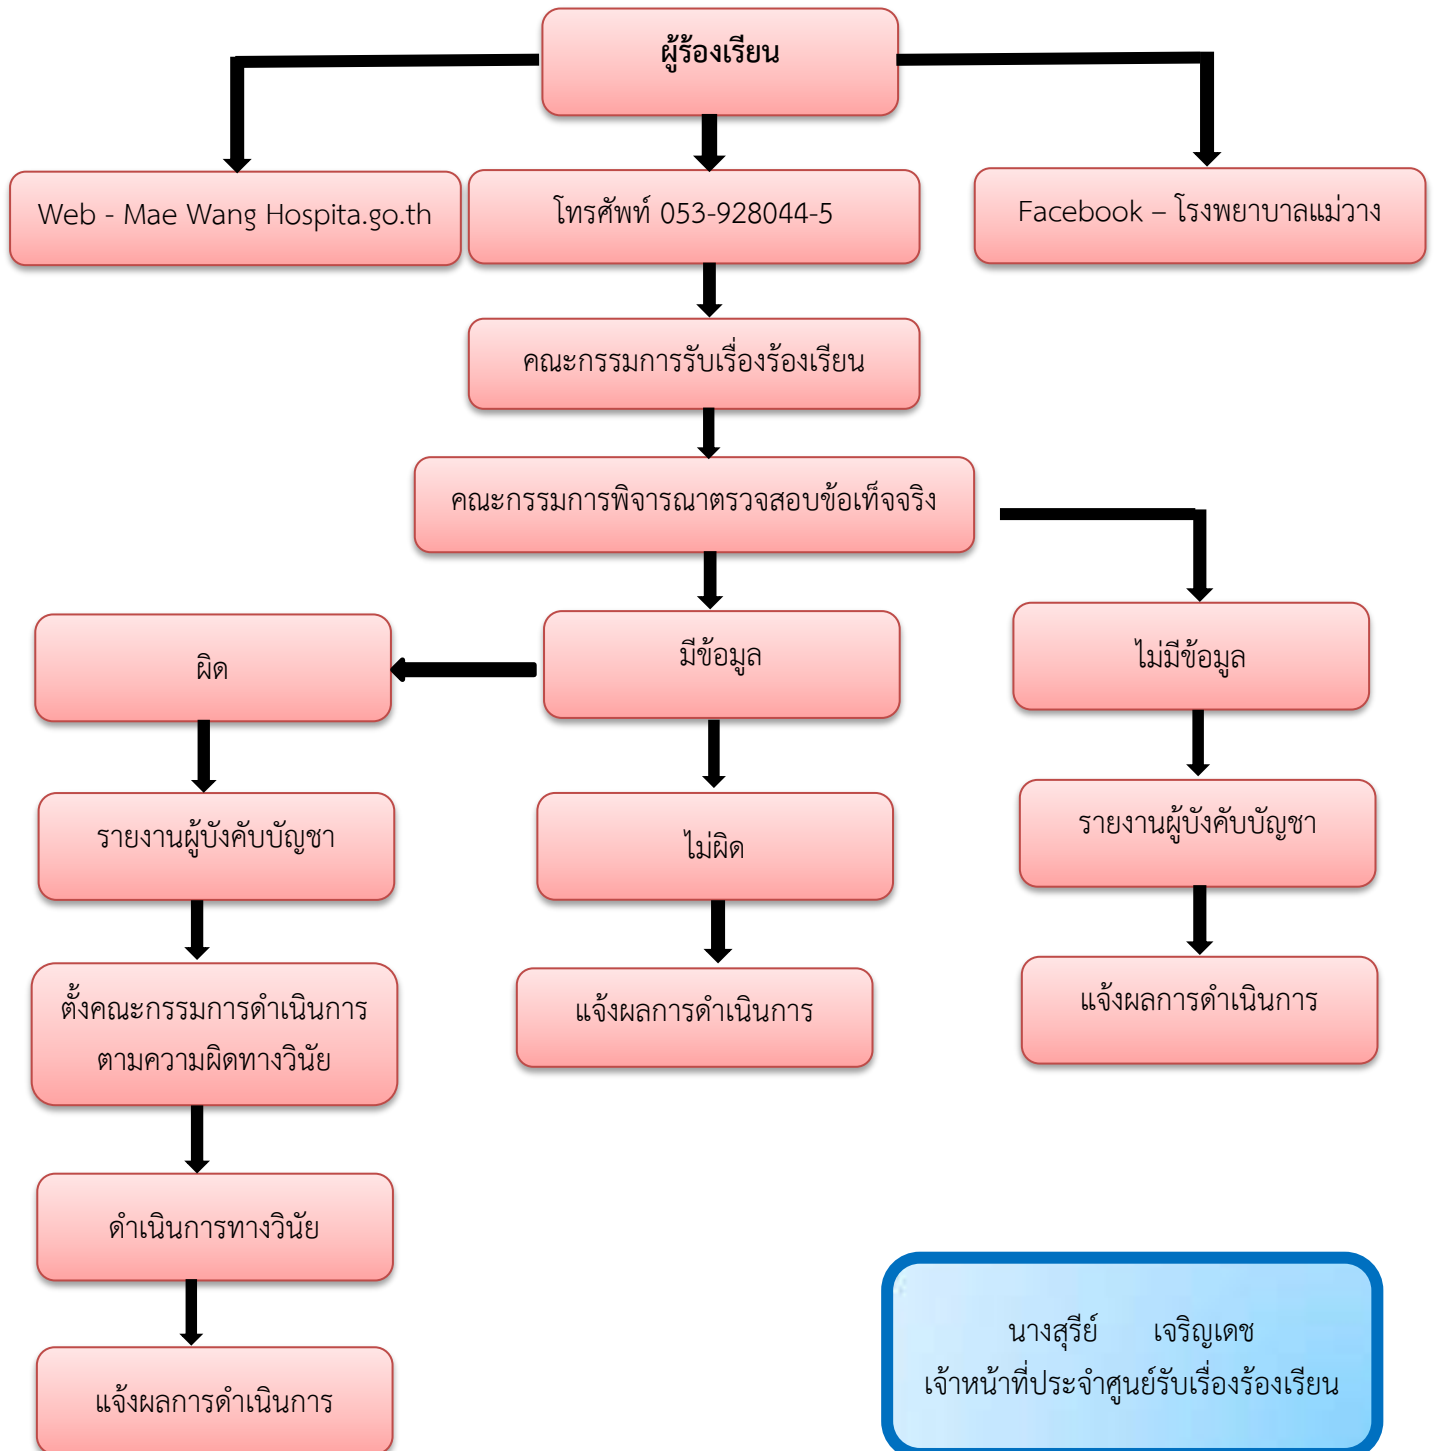 ผู้ร้องเรียน
Web - Mae Wang Hospita.go.th
โทรศัพท์ 053-928044-5
Facebook – โรงพยาบาลแม่วาง
คณะกรรมการรับเรื่องร้องเรียน
คณะกรรมการพิจารณาตรวจสอบข้อเท็จจริง
ผิด
มีข้อมูล
ไม่มีข้อมูล
รายงานผู้บังคับบัญชา
ไม่ผิด
รายงานผู้บังคับบัญชา
ตั้งคณะกรรมการดำเนินการ
ตามความผิดทางวินัย
แจ้งผลการดำเนินการ
แจ้งผลการดำเนินการ
ดำเนินการทางวินัย
แจ้งผลการดำเนินการ
นางสุรีย์ เจริญเดช
เจ้าหน้าที่ประจำศูนย์รับเรื่องร้องเรียน